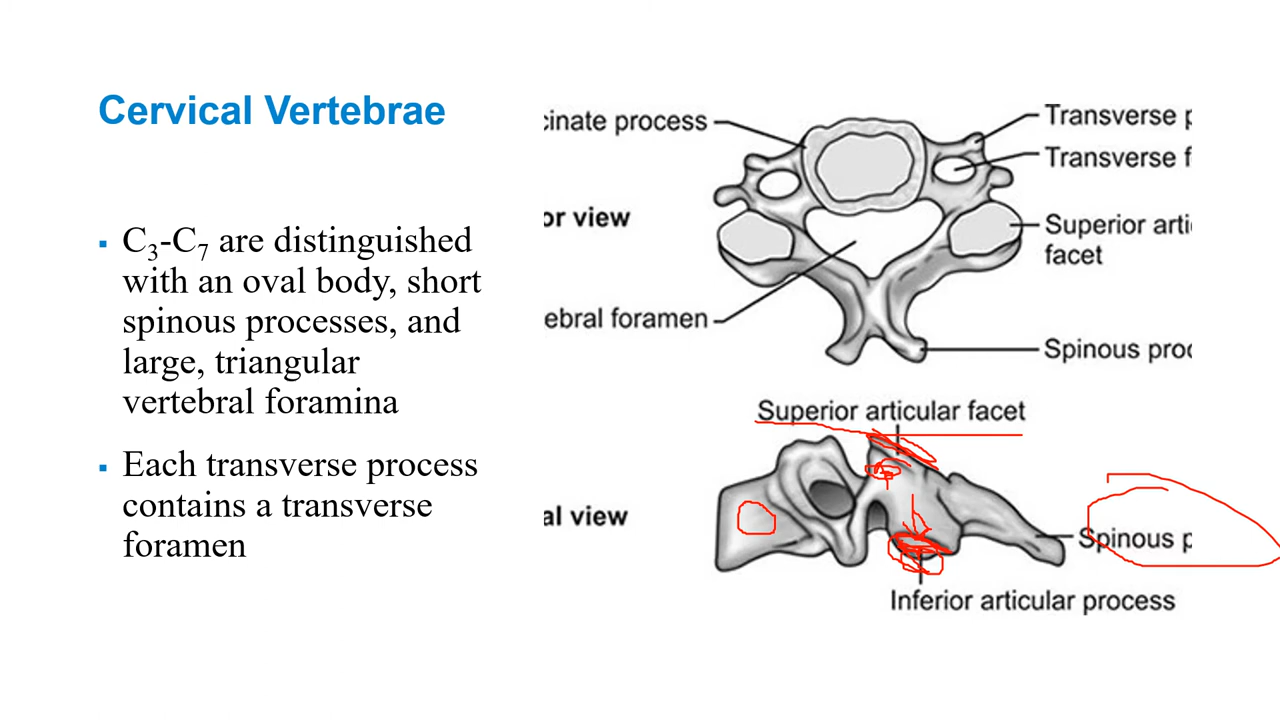 Cervical Vertebrae
▪ C3-C7 are distinguished
with an oval body, short
spinous processes, and
large, triangular
vertebral foramina
▪ Each transverse process
contains a transverse
foramen
cinate process
or view
ebral foramen
Transverse p
Transverse f
Superior arti
facet
Spinous proc
Superior articular facet
al view
Spinous p
Inferior articular process